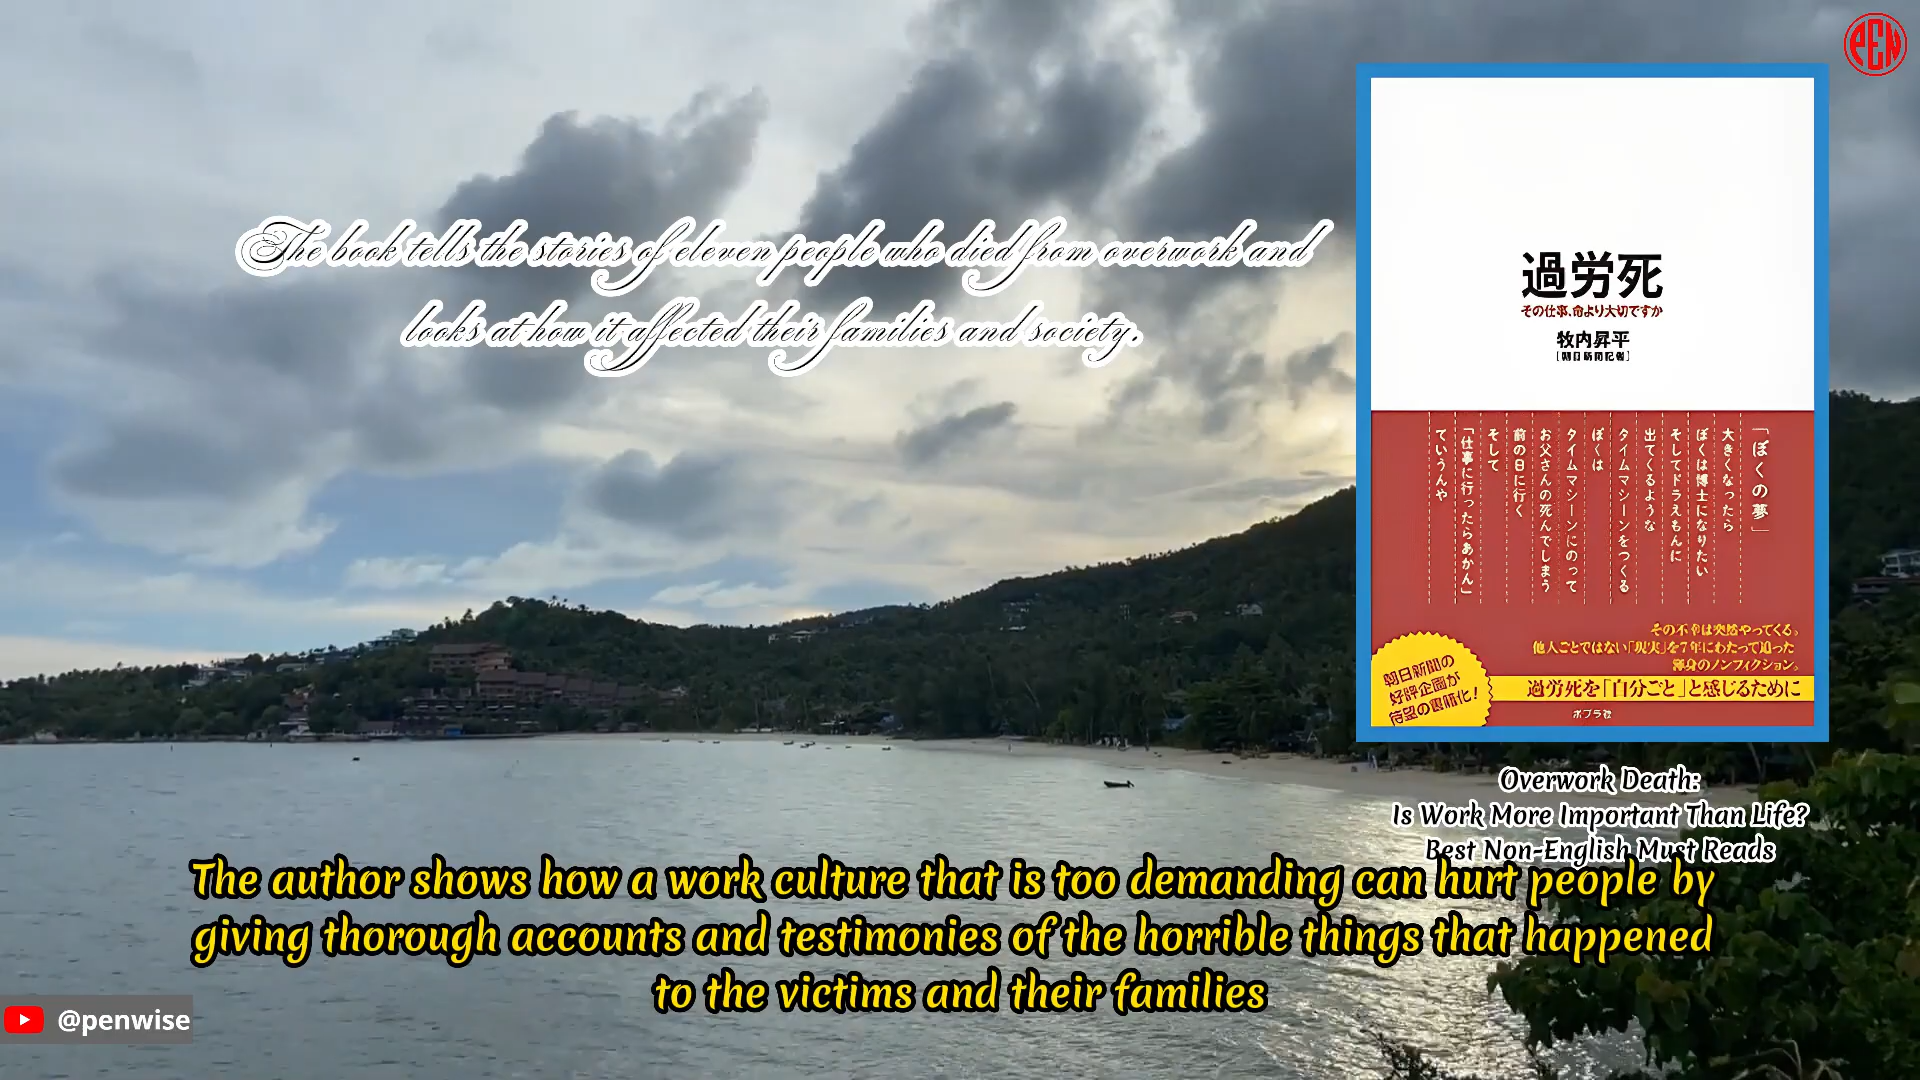 PEN
The book tells the stories of eleven people who died from overwork and
looks at how it affected their families and society.
過労死
その仕事、命より大切ですか
牧内昇平
[朝日新聞記者]
「ぼくの夢」
大きくなったら
ぼくは博士になりたい
そしてドラえもんに
出てくるような
タイムマシーンをつくる
ぼくは
タイムマシーンにのって
お父さんの死んでしまう
前の日に行く
そして
「仕事に行ったらあかん」
ていうんや
その不幸は突然やってくる。
他人ごとではない「現実」を7年にわたって追った
渾身のノンフィクション。
過労死を「自分ごと」と感じるために
朝日新聞の
好評企画が
待望の書籍化!
ポプラ社
Overwork Death:
Is Work More Important Than Life?
Best Non-English Must Reads
The author shows how a work culture that is too demanding can hurt people by
giving thorough accounts and testimonies of the horrible things that happened
to the victims and their families
@penwise